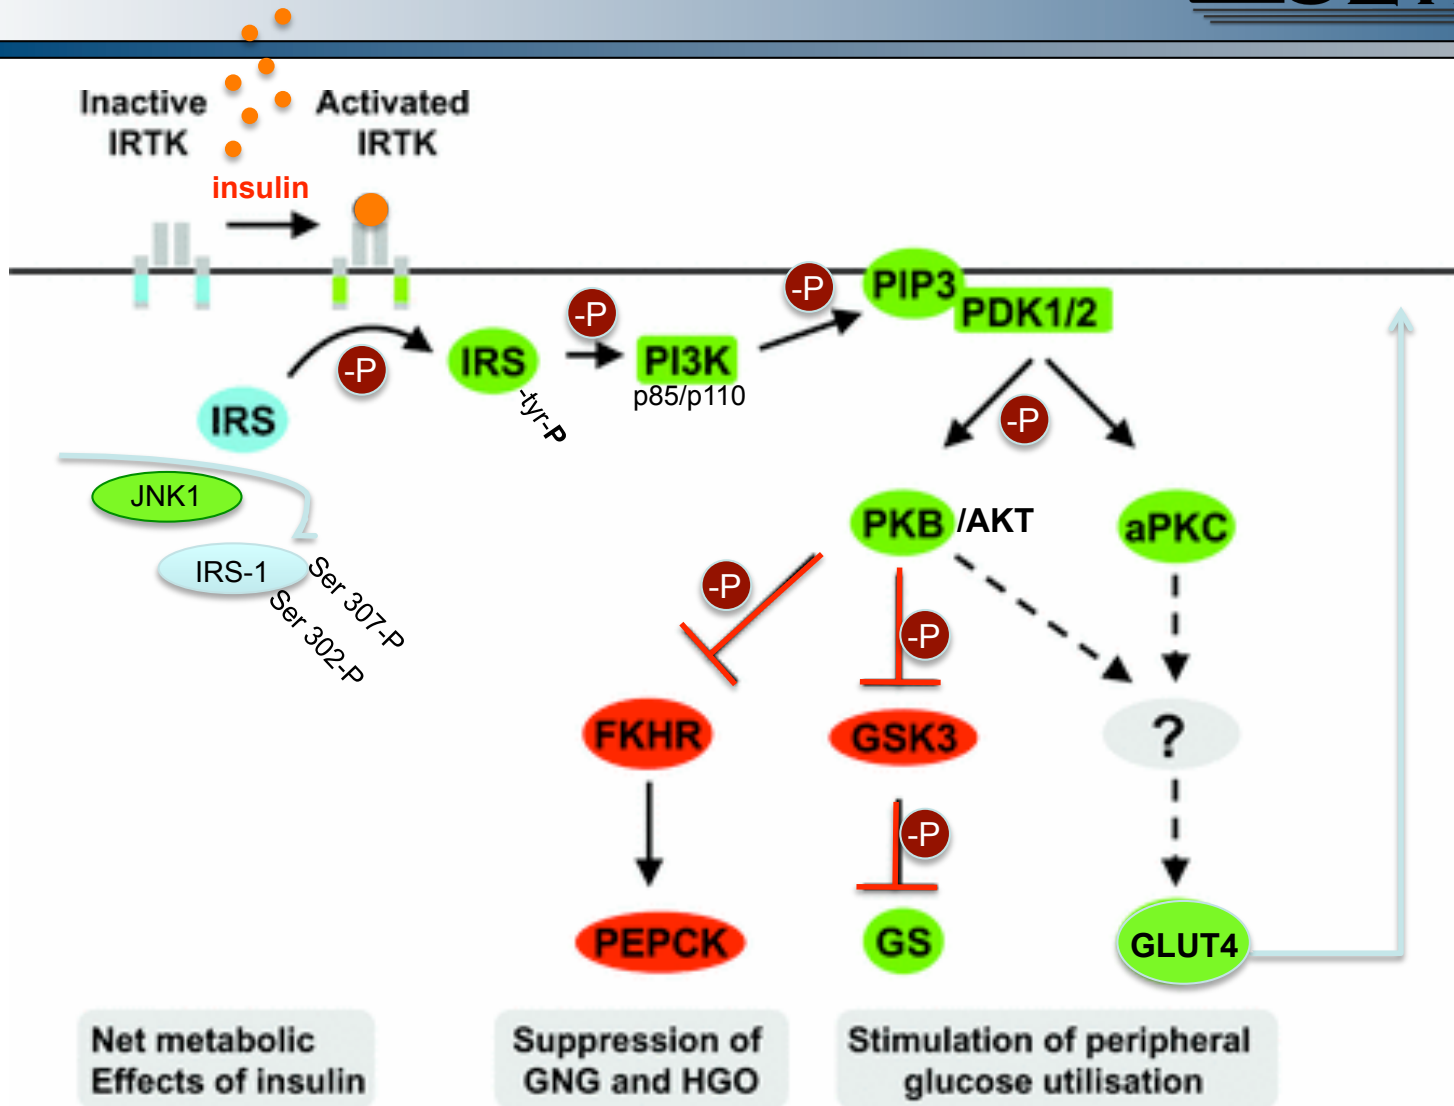 Inactive
IRTK
Activated
IRTK
insulin
PIP3
PDK1/2
-P
-P
-P
IRS
PI3K
p85/p110
-tyr-P
IRS
-P
JNK1
IRS-1
Ser 307-P
Ser 302-P
PKB /AKT
aPKC
-P
-P
FKHR
GSK3
?
-P
PEPCK
GS
GLUT4
Net metabolic
Effects of insulin
Suppression of
GNG and HGO
Stimulation of peripheral
glucose utilisation